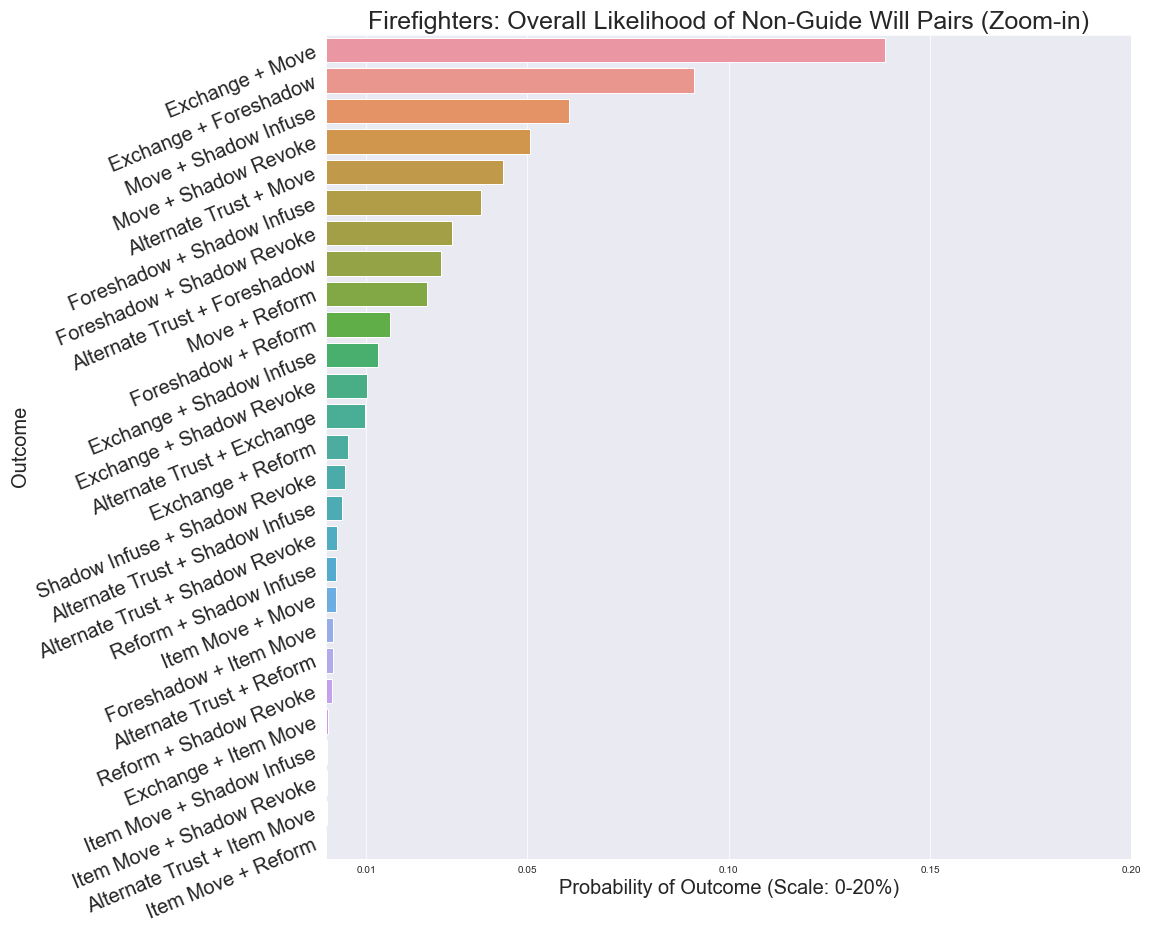 Firefighters: Overall Likelihood of Non-Guide Will Pairs (Zoom-in)
Exchange + Move
Exchange + Foreshadow
Move + Shadow Infuse
Move + Shadow Revoke
Alternate Trust + Move
Foreshadow + Shadow Infuse
Foreshadow + Shadow Revoke
Alternate Trust + Foreshadow
Move + Reform
Foreshadow + Reform
Exchange + Shadow Infuse
Exchange + Shadow Revoke
Alternate Trust + Exchange
Exchange + Reform
Shadow Infuse + Shadow Revoke
Alternate Trust + Shadow Infuse
Alternate Trust + Shadow Revoke
Reform + Shadow Infuse
Item Move + Move
Foreshadow + Item Move
Alternate Trust + Reform
Reform + Shadow Revoke
Exchange + Item Move
Item Move + Shadow Infuse
Item Move + Shadow Revoke
Alternate Trust + Item Move
Item Move + Reform
Outcome
0.01 0.05 0.10 0.15 0.20
Probability of Outcome (Scale: 0-20%)